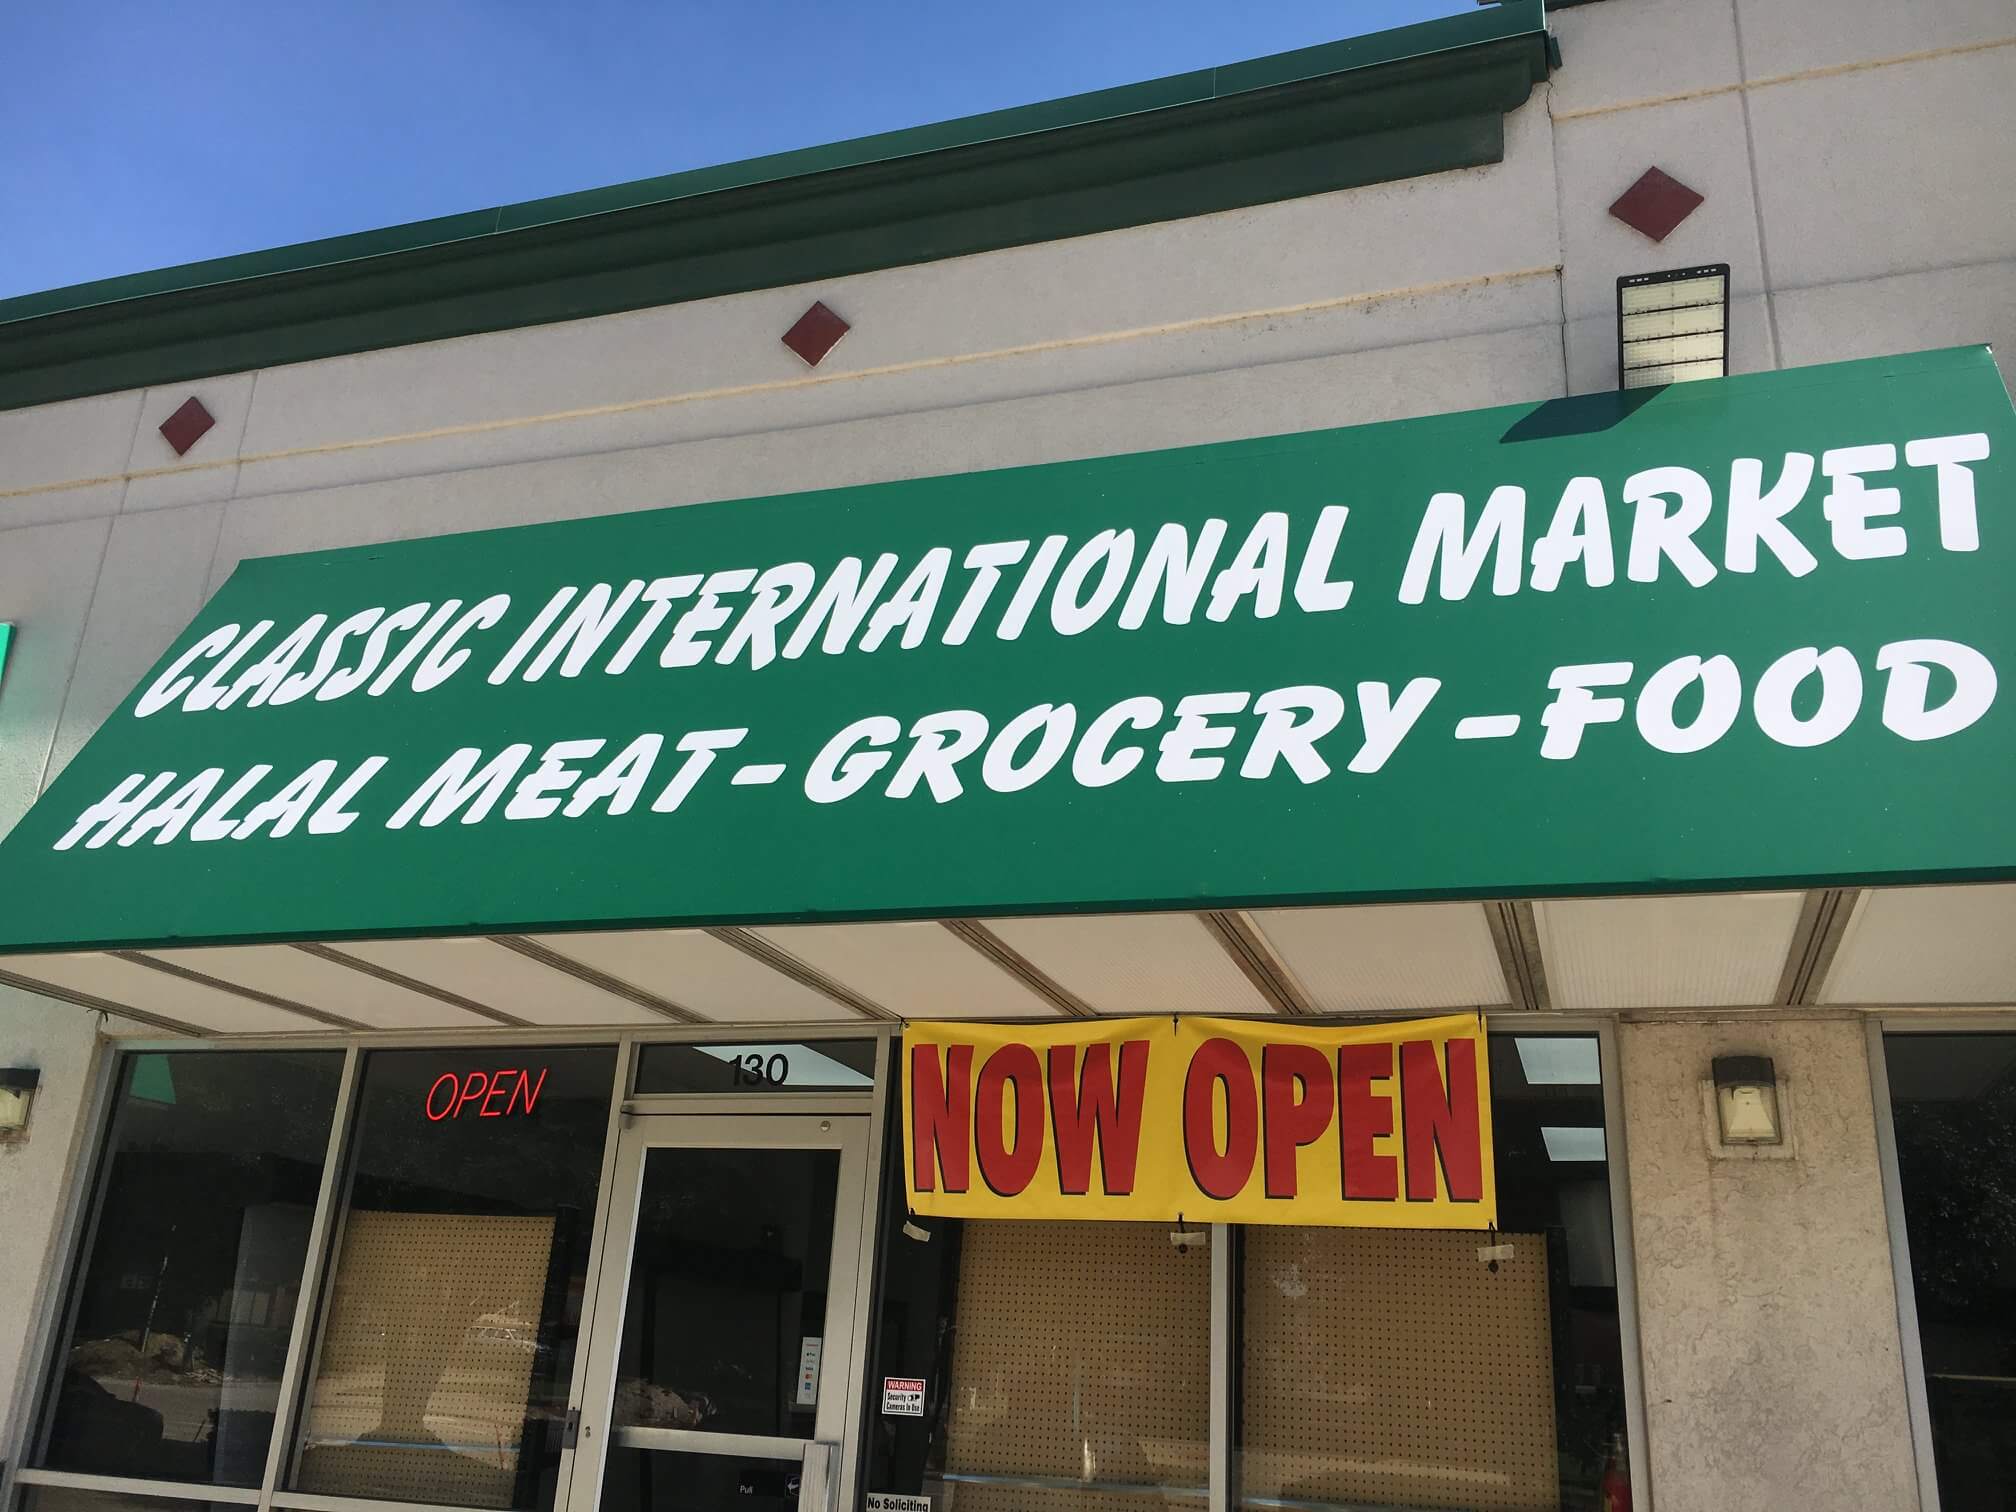 CLASSIC INTERNATIONAL MARKET
HALAL MEAT-GROCERY-FOOD
OPEN
130
NOW OPEN
WARNING
Security
Cameras In Use
Pull
No Soliciting